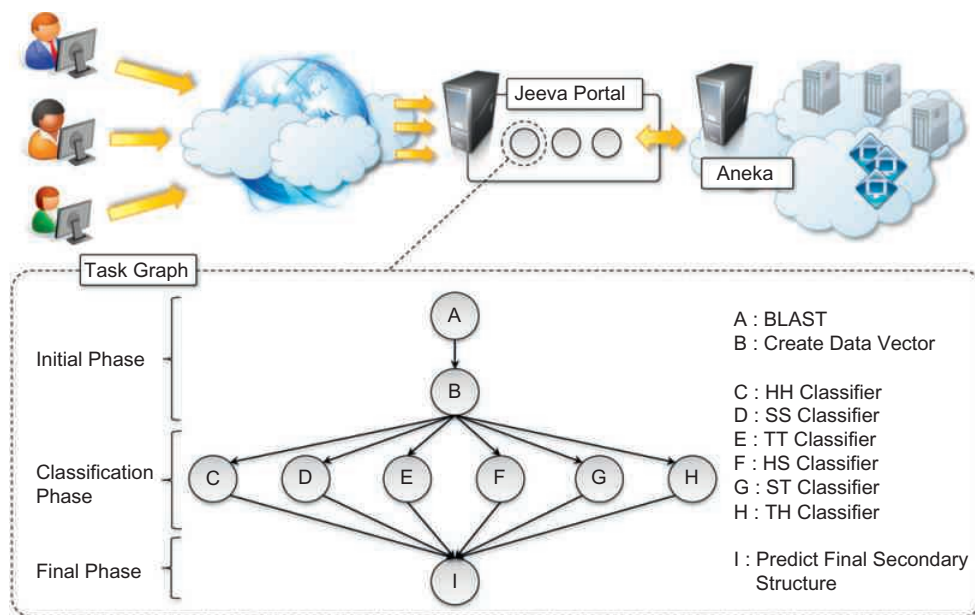 Jeeva Portal
Aneka
Task Graph
Initial Phase
Classification
Phase
Final Phase
A
B
C
D
E
F
G
H
I
A : BLAST
B : Create Data Vector
C : HH Classifier
D : SS Classifier
E : TT Classifier
F : HS Classifier
G : ST Classifier
H : TH Classifier
I : Predict Final Secondary
Structure